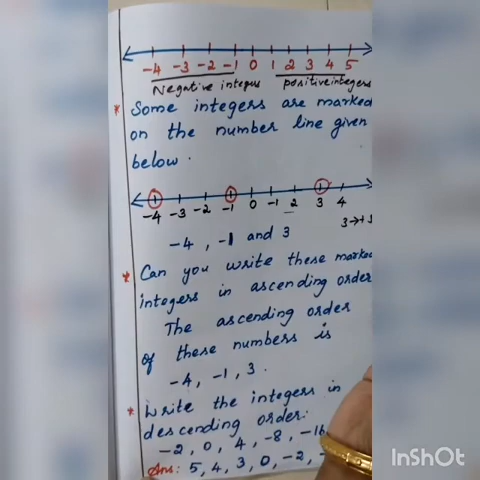 -4 -3 -2 -1 0 1 2 3 4 5
Negative integers positive integers
* Some integers are marked
on the number line given
below.
-4 -3 -2 -1 0 -1 2 3 4
3→+3
-4, -1 and 3
* Can you write these marked
integers in ascending order
The ascending order
of these numbers is
-4, -1, 3.
* Write the integers in
descending order:
-2, 0, 4, -8, -16,
Ans: 5, 4, 3, 0, -2, -
InShOt